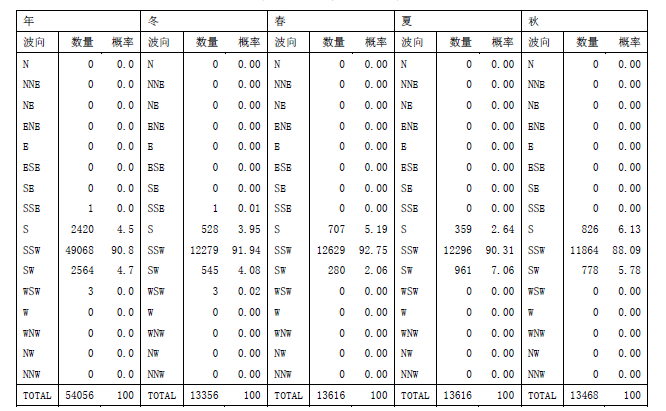 年 冬 春 夏 秋
波向 数量 概率 波向 数量 概率 波向 数量 概率 波向 数量 概率 波向 数量 概率
N 0 0.0 N 0 0.00 N 0 0.00 N 0 0.00 N 0 0.00
NNE 0 0.0 NNE 0 0.00 NNE 0 0.00 NNE 0 0.00 NNE 0 0.00
NE 0 0.0 NE 0 0.00 NE 0 0.00 NE 0 0.00 NE 0 0.00
ENE 0 0.0 ENE 0 0.00 ENE 0 0.00 ENE 0 0.00 ENE 0 0.00
E 0 0.0 E 0 0.00 E 0 0.00 E 0 0.00 E 0 0.00
ESE 0 0.0 ESE 0 0.00 ESE 0 0.00 ESE 0 0.00 ESE 0 0.00
SE 0 0.0 SE 0 0.00 SE 0 0.00 SE 0 0.00 SE 0 0.00
SSE 1 0.0 SSE 1 0.01 SSE 0 0.00 SSE 0 0.00 SSE 0 0.00
S 2420 4.5 S 528 3.95 S 707 5.19 S 359 2.64 S 826 6.13
SSW 49068 90.8 SSW 12279 91.94 SSW 12629 92.75 SSW 12296 90.31 SSW 11864 88.09
SW 2564 4.7 SW 545 4.08 SW 280 2.06 SW 961 7.06 SW 778 5.78
WSW 3 0.0 WSW 3 0.02 WSW 0 0.00 WSW 0 0.00 WSW 0 0.00
W 0 0.0 W 0 0.00 W 0 0.00 W 0 0.00 W 0 0.00
WNW 0 0.0 WNW 0 0.00 WNW 0 0.00 WNW 0 0.00 WNW 0 0.00
NW 0 0.0 NW 0 0.00 NW 0 0.00 NW 0 0.00 NW 0 0.00
NNW 0 0.0 NNW 0 0.00 NNW 0 0.00 NNW 0 0.00 NNW 0 0.00
TOTAL 54056 100 TOTAL 13356 100 TOTAL 13616 100 TOTAL 13616 100 TOTAL 13468 100